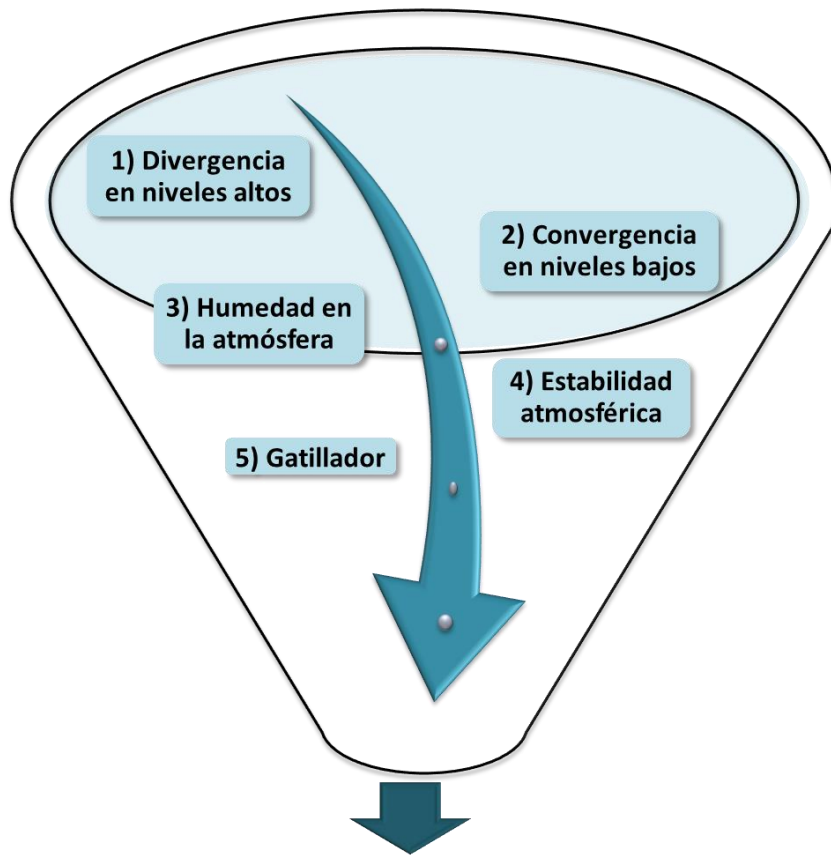 1) Divergencia
en niveles altos
2) Convergencia
en niveles bajos
3) Humedad en
la atmósfera
4) Estabilidad
atmosférica
5) Gatillador